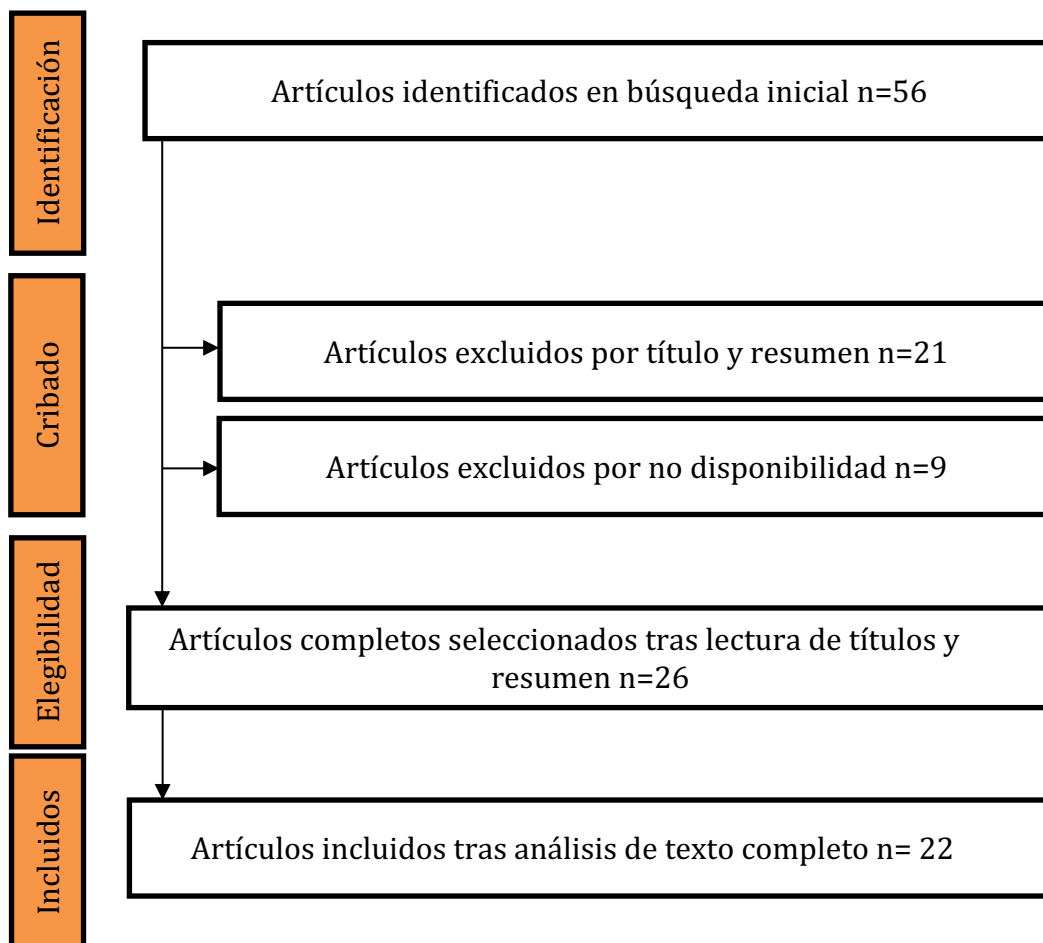 Identificación
Artículos identificados en búsqueda inicial n=56
Cribado
Artículos excluidos por título y resumen n=21
Artículos excluidos por no disponibilidad n=9
Elegibilidad
Artículos completos seleccionados tras lectura de títulos y
resumen n=26
Incluidos
Artículos incluidos tras análisis de texto completo n= 22